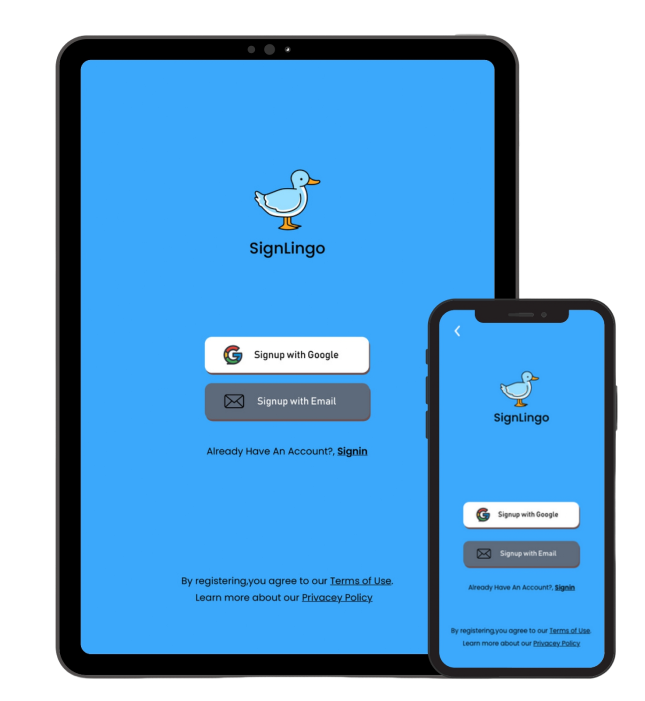 SignLingo
Signup with Google
Signup with Email
Already Have An Account?, Signin
By registering,you agree to our Terms of Use.
Learn more about our Privacey Policy
SignLingo
Signup with Google
Signup with Email
Already Have An Account?, Signin
By registering,you agree to our Terms of Use.
Learn more about our Privacey Policy